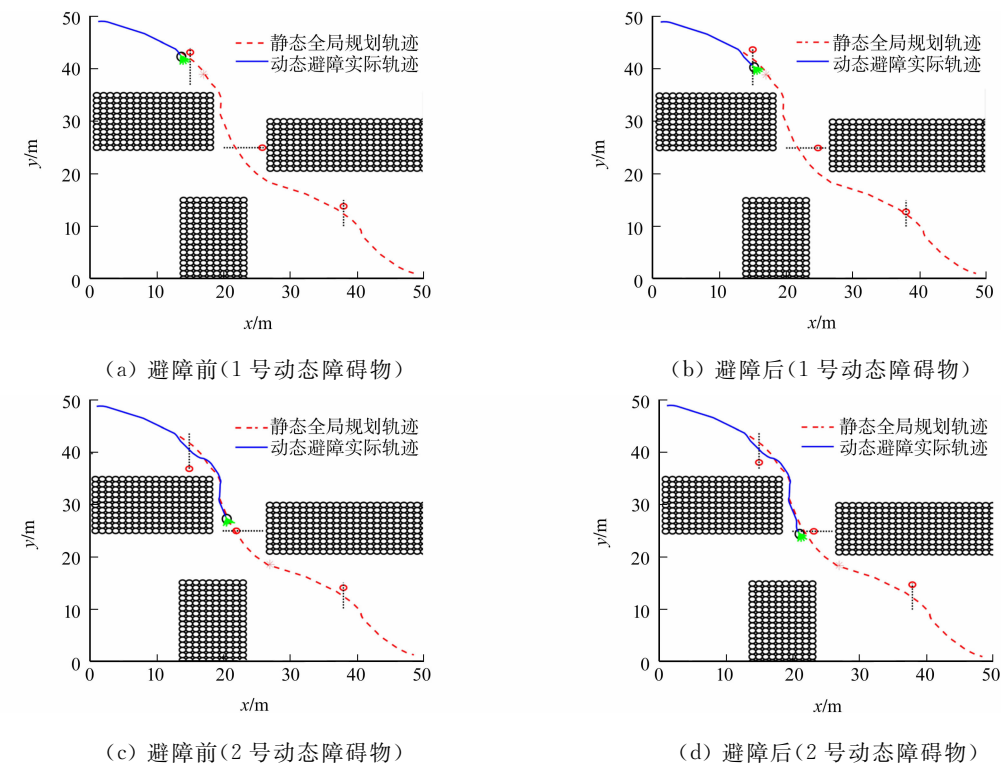 50
40
30
20
10
0
y/m
静态全局规划轨迹
动态避障实际轨迹
0 10 20 30 40 50
x/m
(a) 避障前(1号动态障碍物)
50
40
30
20
10
0
y/m
静态全局规划轨迹
动态避障实际轨迹
0 10 20 30 40 50
x/m
(b) 避障后(1号动态障碍物)
50
40
30
20
10
0
y/m
静态全局规划轨迹
动态避障实际轨迹
0 10 20 30 40 50
x/m
(c) 避障前(2号动态障碍物)
50
40
30
20
10
0
y/m
静态全局规划轨迹
动态避障实际轨迹
0 10 20 30 40 50
x/m
(d) 避障后(2号动态障碍物)